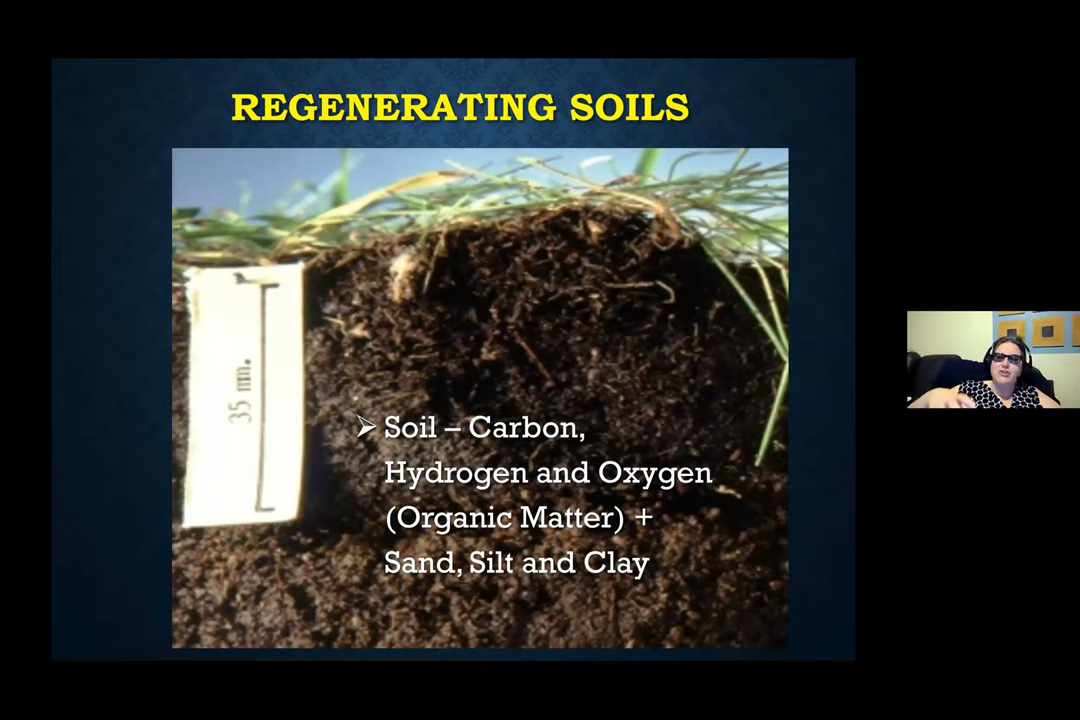 REGENERATING SOILS
35 mm.
➢ Soil – Carbon,
Hydrogen and Oxygen
(Organic Matter) +
Sand, Silt and Clay